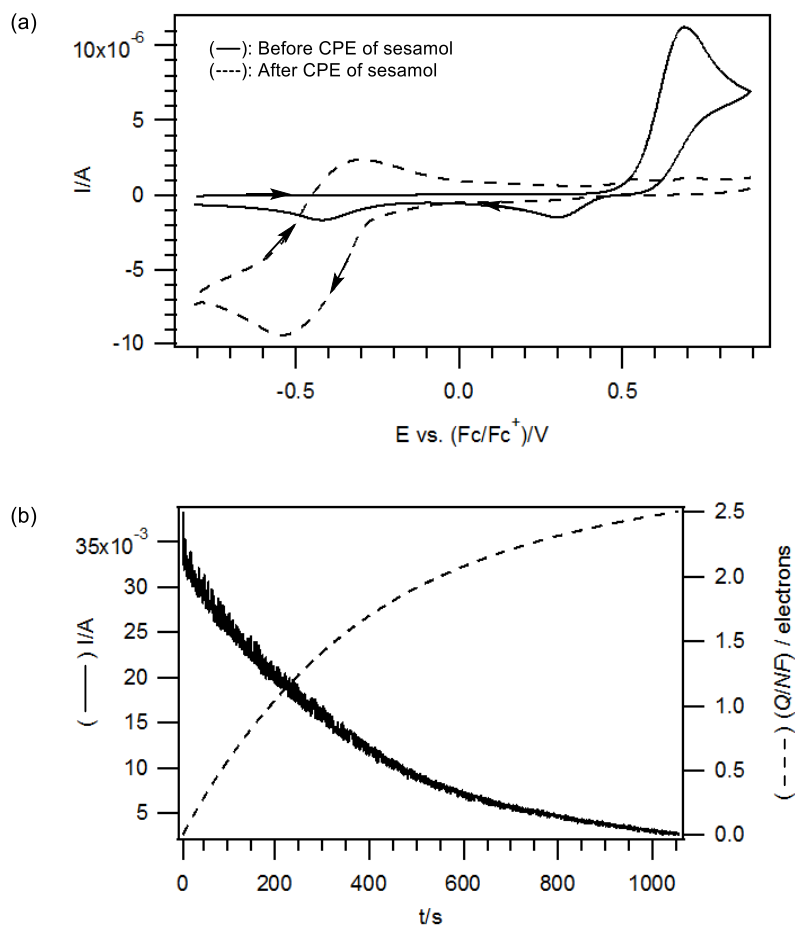 (a)
(—): Before CPE of sesamol
(----): After CPE of sesamol
10x10⁻⁶
5
0
-5
-10
I/A
-0.5 0.0 0.5
E vs. (Fc/Fc⁺)/V
(b)
35x10⁻³
30
25
20
15
10
5
(——) I/A
2.5
2.0
1.5
1.0
0.5
0.0
(---) (Q/NF) / electrons
0 200 400 600 800 1000
t/s